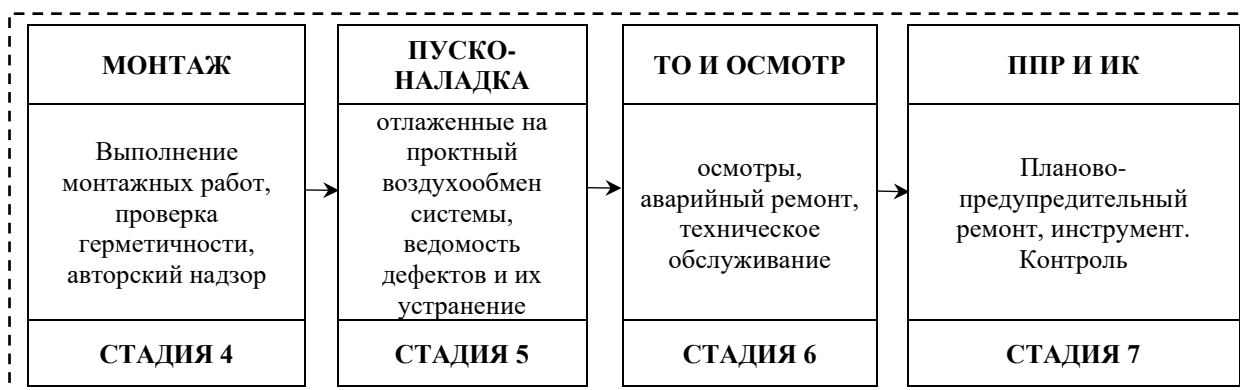 МОНТАЖ
Выполнение
монтажных работ,
проверка
герметичности,
авторский надзор
СТАДИЯ 4
ПУСКО-
НАЛАДКА
отлаженные на
проктный
воздухообмен
системы,
ведомость
дефектов и их
устранение
СТАДИЯ 5
ТО И ОСМОТР
осмотры,
аварийный ремонт,
техническое
обслуживание
СТАДИЯ 6
ППР И ИК
Планово-
предупредительный
ремонт, инструмент.
Контроль
СТАДИЯ 7